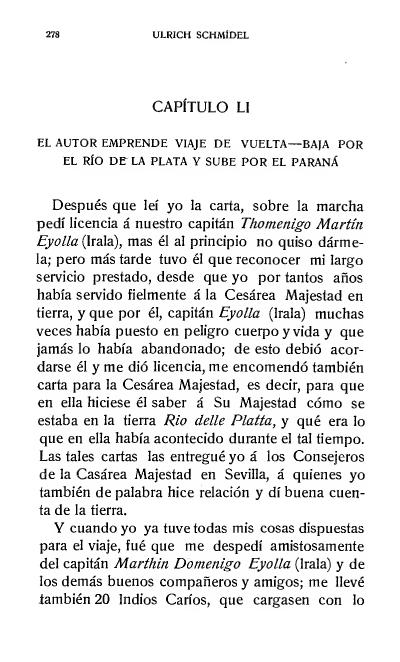 278 ULRICH SCHMÍDEL
CAPÍTULO LI
EL AUTOR EMPRENDE VIAJE DE VUELTA—BAJA POR
EL RÍO DE LA PLATA Y SUBE POR EL PARANÁ
Después que leí yo la carta, sobre la marcha
pedí licencia á nuestro capitán Thomenigo Martín
Eyolla (Irala), mas él al principio no quiso dárme-
la; pero más tarde tuvo él que reconocer mi largo
servicio prestado, desde que yo por tantos años
había servido fielmente á la Cesárea Majestad en
tierra, y que por él, capitán Eyolla (Irala) muchas
veces había puesto en peligro cuerpo y vida y que
jamás lo había abandonado; de esto debió acor-
darse él y me dió licencia, me encomendó también
carta para la Cesárea Majestad, es decir, para que
en ella hiciese él saber á Su Majestad cómo se
estaba en la tierra Rio delle Platta, y qué era lo
que en ella había acontecido durante el tal tiempo.
Las tales cartas las entregué yo á los Consejeros
de la Casárea Majestad en Sevilla, á quienes yo
también de palabra hice relación y dí buena cuen-
ta de la tierra.
Y cuando yo ya tuve todas mis cosas dispuestas
para el viaje, fué que me despedí amistosamente
del capitán Marthin Domenigo Eyolla (Irala) y de
los demás buenos compañeros y amigos; me llevé
también 20 Indios Caríos, que cargasen con lo